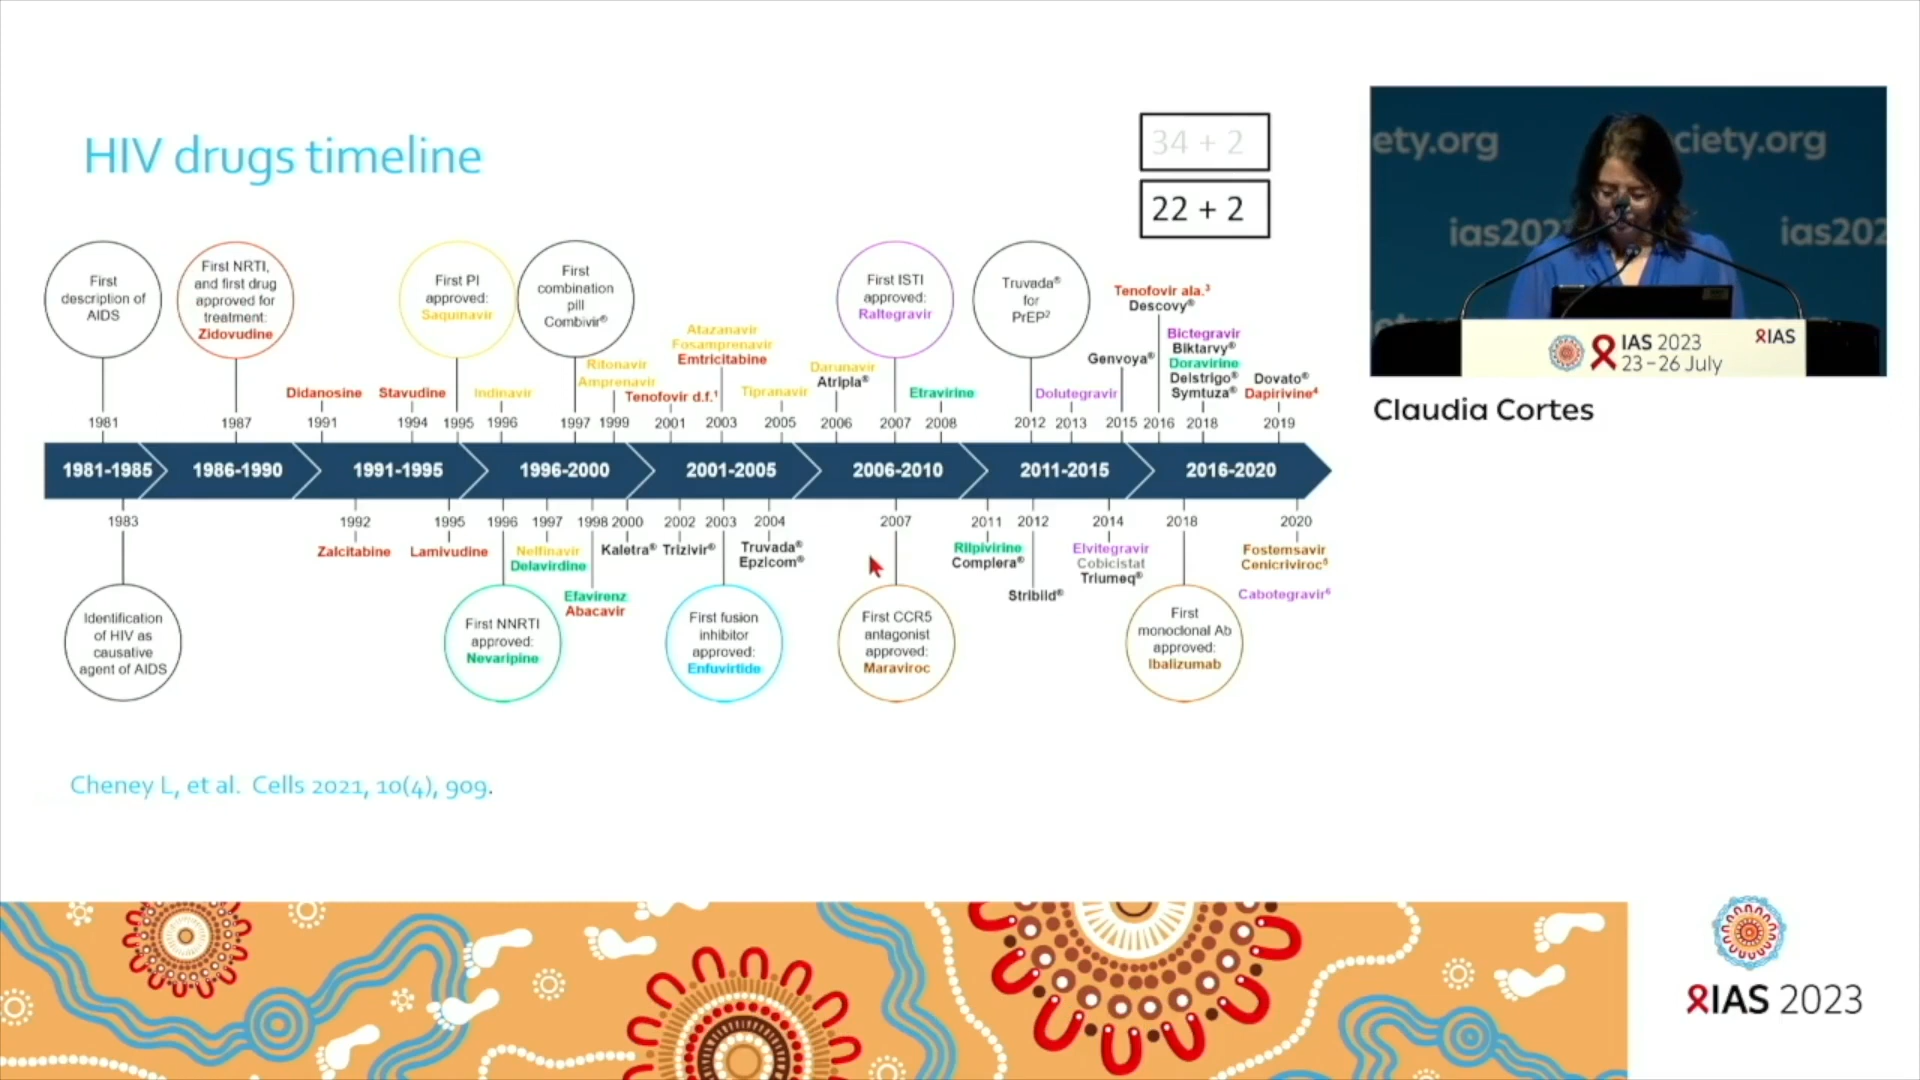 HIV drugs timeline
34 + 2
22 + 2
First
description of
AIDS
First NRTI,
and first drug
approved for
treatment:
Zidovudine
First PI
approved:
Saquinavir
First
combination
pill
Combivir®
First ISTI
approved:
Raltegravir
Truvada®
for
PrEP²
Tenofovir ala.³
Descovy®
Didanosine
Stavudine
Indinavir
Ritonavir
Amprenavir
Tenofovir d.f.¹
Atazanavir
Fosamprenavir
Emtricitabine
Tipranavir
Darunavir
Atripla®
Etravirine
Dolutegravir
Genvoya®
Bictegravir
Biktarvy®
Doravirine
Delstrigo®
Symtuza®
Dovato®
Dapirivine⁴
1981 1987 1991 1994 1995 1996 1997 1999 2001 2003 2005 2006 2007 2008 2012 2013 2015 2016 2018 2019
1981-1985 1986-1990 1991-1995 1996-2000 2001-2005 2006-2010 2011-2015 2016-2020
1983 1992 1995 1996 1997 1998 2000 2002 2003 2004 2007 2011 2012 2014 2018 2020
Zalcitabine
Lamivudine
Nelfinavir
Delavirdine
Efavirenz
Abacavir
Kaletra®
Trizivir®
Truvada®
Epzicom®
Rilpivirine
Complera®
Stribild®
Elvitegravir
Cobicistat
Triumeq®
Fostemsavir
Cenicriviroc⁵
Cabotegravir⁶
Identification
of HIV as
causative
agent of AIDS
First NNRTI
approved:
Nevaripine
First fusion
inhibitor
approved:
Enfuvirtide
First CCR5
antagonist
approved:
Maraviroc
First
monoclonal Ab
approved:
Ibalizumab
Cheney L, et al. Cells 2021, 10(4), 909.
ety.org
ciety.org
ias202
ias202
IAS 2023
23–26 July
IAS
Claudia Cortes
IAS 2023